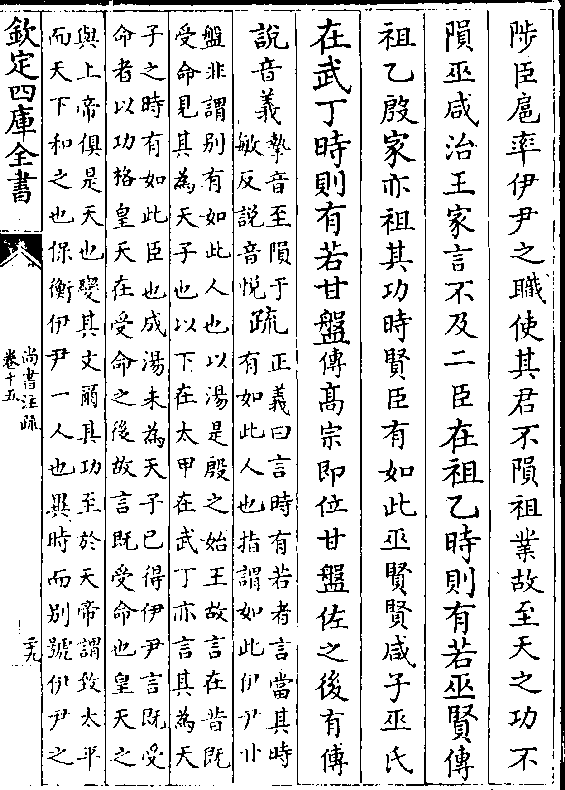 陟臣扈率伊尹之職使其君不隕祖業故至天之功不
隕巫咸治王家言不及二臣在祖乙時則有若巫賢傳
祖乙殷家亦祖其功時賢臣有如此巫賢賢咸子巫氏
在武丁時則有若甘盤傳高宗即位甘盤佐之後有傅
說音義
摯音至隕于
敏反說音悦
疏
正義曰言時有若者言當其時
有如此人也指謂如此伊尹甘
盤非謂别有如此人也以湯是殷之始王故言在昔既
受命見其為天子也以下在太甲在武丁亦言其為天
子之時有如此臣也成湯未為天子已得伊尹言既受
命者以功格皇天在受命之後故言既受命也皇天之
與上帝俱是天也變其文爾其功至於天帝謂致太平
而天下和之也保衡伊尹一人也異時而别號伊尹之
欽定四庫全書
尚書注疏
卷十五
二九